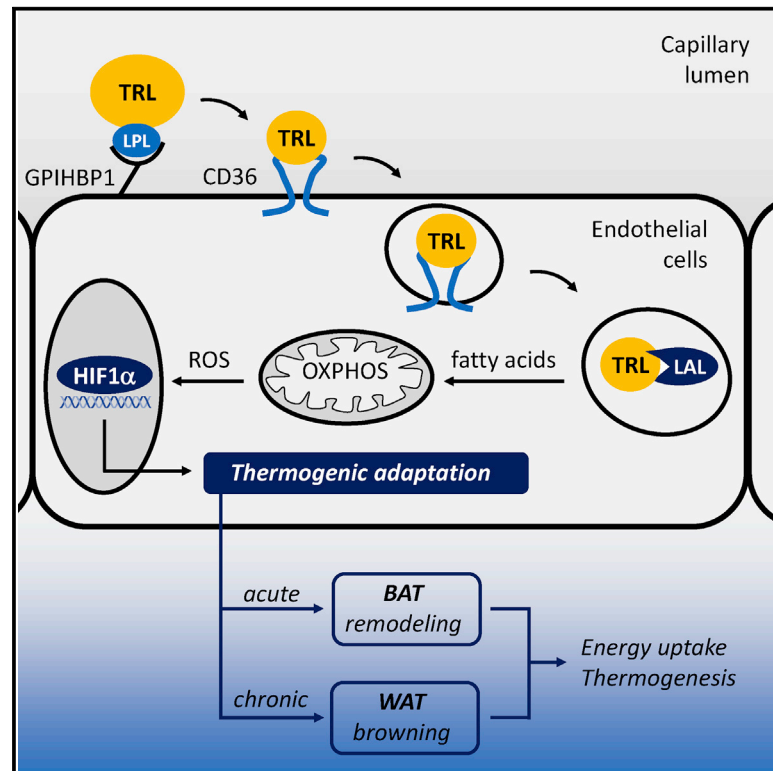 Capillary
lumen
TRL
LPL
GPIHBP1
CD36
TRL
TRL
Endothelial
cells
HIF1α
ROS
OXPHOS
fatty acids
TRL
LAL
Thermogenic adaptation
acute
BAT
remodeling
chronic
WAT
browning
Energy uptake
Thermogenesis